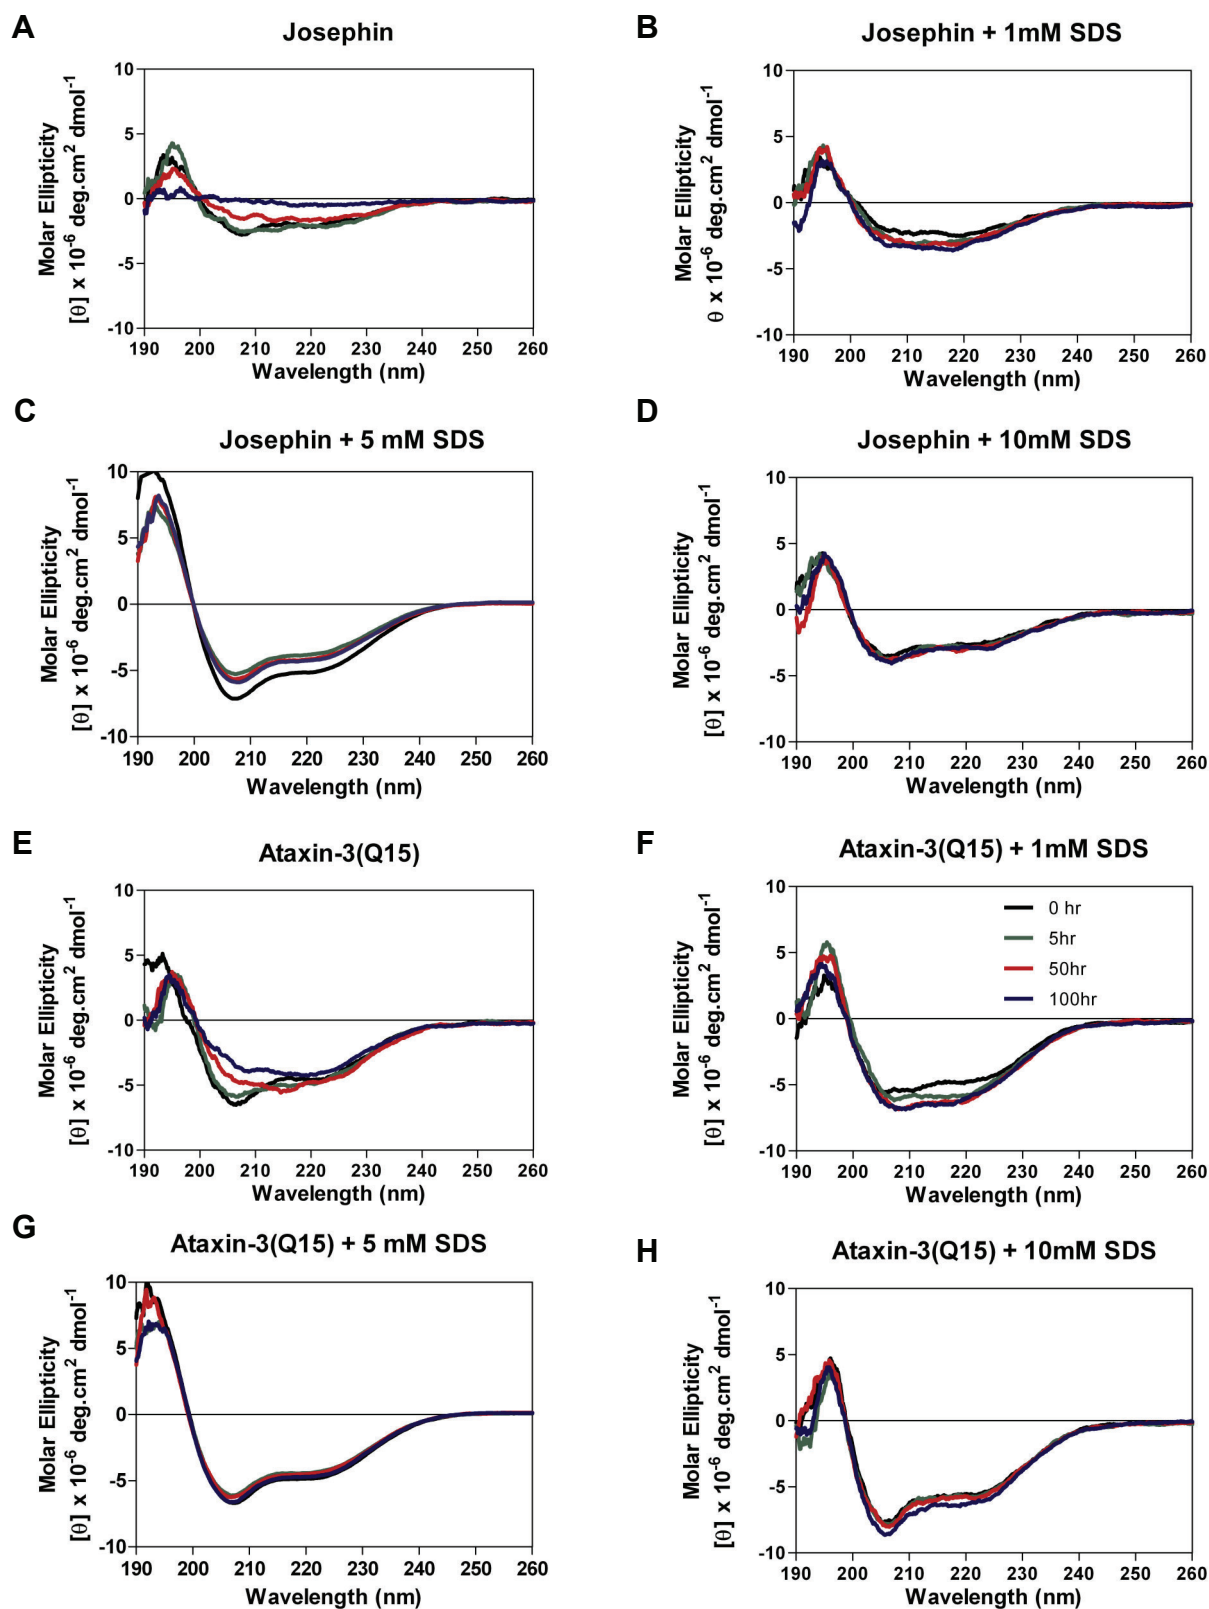 A
Josephin
10
5
0
-5
-10
190 200 210 220 230 240 250 260
Wavelength (nm)
Molar Ellipticity
[θ] x 10-6 deg.cm2 dmol-1
B
Josephin + 1mM SDS
10
5
0
-5
-10
190 200 210 220 230 240 250 260
Wavelength (nm)
Molar Ellipticity
θ x 10-6 deg.cm2 dmol-1
C
Josephin + 5 mM SDS
10
5
0
-5
-10
190 200 210 220 230 240 250 260
Wavelength (nm)
Molar Ellipticity
[θ] x 10-6 deg.cm2 dmol-1
D
Josephin + 10mM SDS
10
5
0
-5
-10
190 200 210 220 230 240 250 260
Wavelength (nm)
Molar Ellipticity
[θ] x 10-6 deg.cm2 dmol-1
E
Ataxin-3(Q15)
10
5
0
-5
-10
190 200 210 220 230 240 250 260
Wavelength (nm)
Molar Ellipticity
[θ] x 10-6 deg.cm2 dmol-1
F
Ataxin-3(Q15) + 1mM SDS
10
5
0
-5
-10
0 hr
5hr
50hr
100hr
190 200 210 220 230 240 250 260
Wavelength (nm)
Molar Ellipticity
[θ] x 10-6 deg.cm2 dmol-1
G
Ataxin-3(Q15) + 5 mM SDS
10
5
0
-5
-10
190 200 210 220 230 240 250 260
Wavelength (nm)
Molar Ellipticity
[θ] x 10-6 deg.cm2 dmol-1
H
Ataxin-3(Q15) + 10mM SDS
10
5
0
-5
-10
190 200 210 220 230 240 250 260
Wavelength (nm)
Molar Ellipticity
[θ] x 10-6 deg.cm2 dmol-1